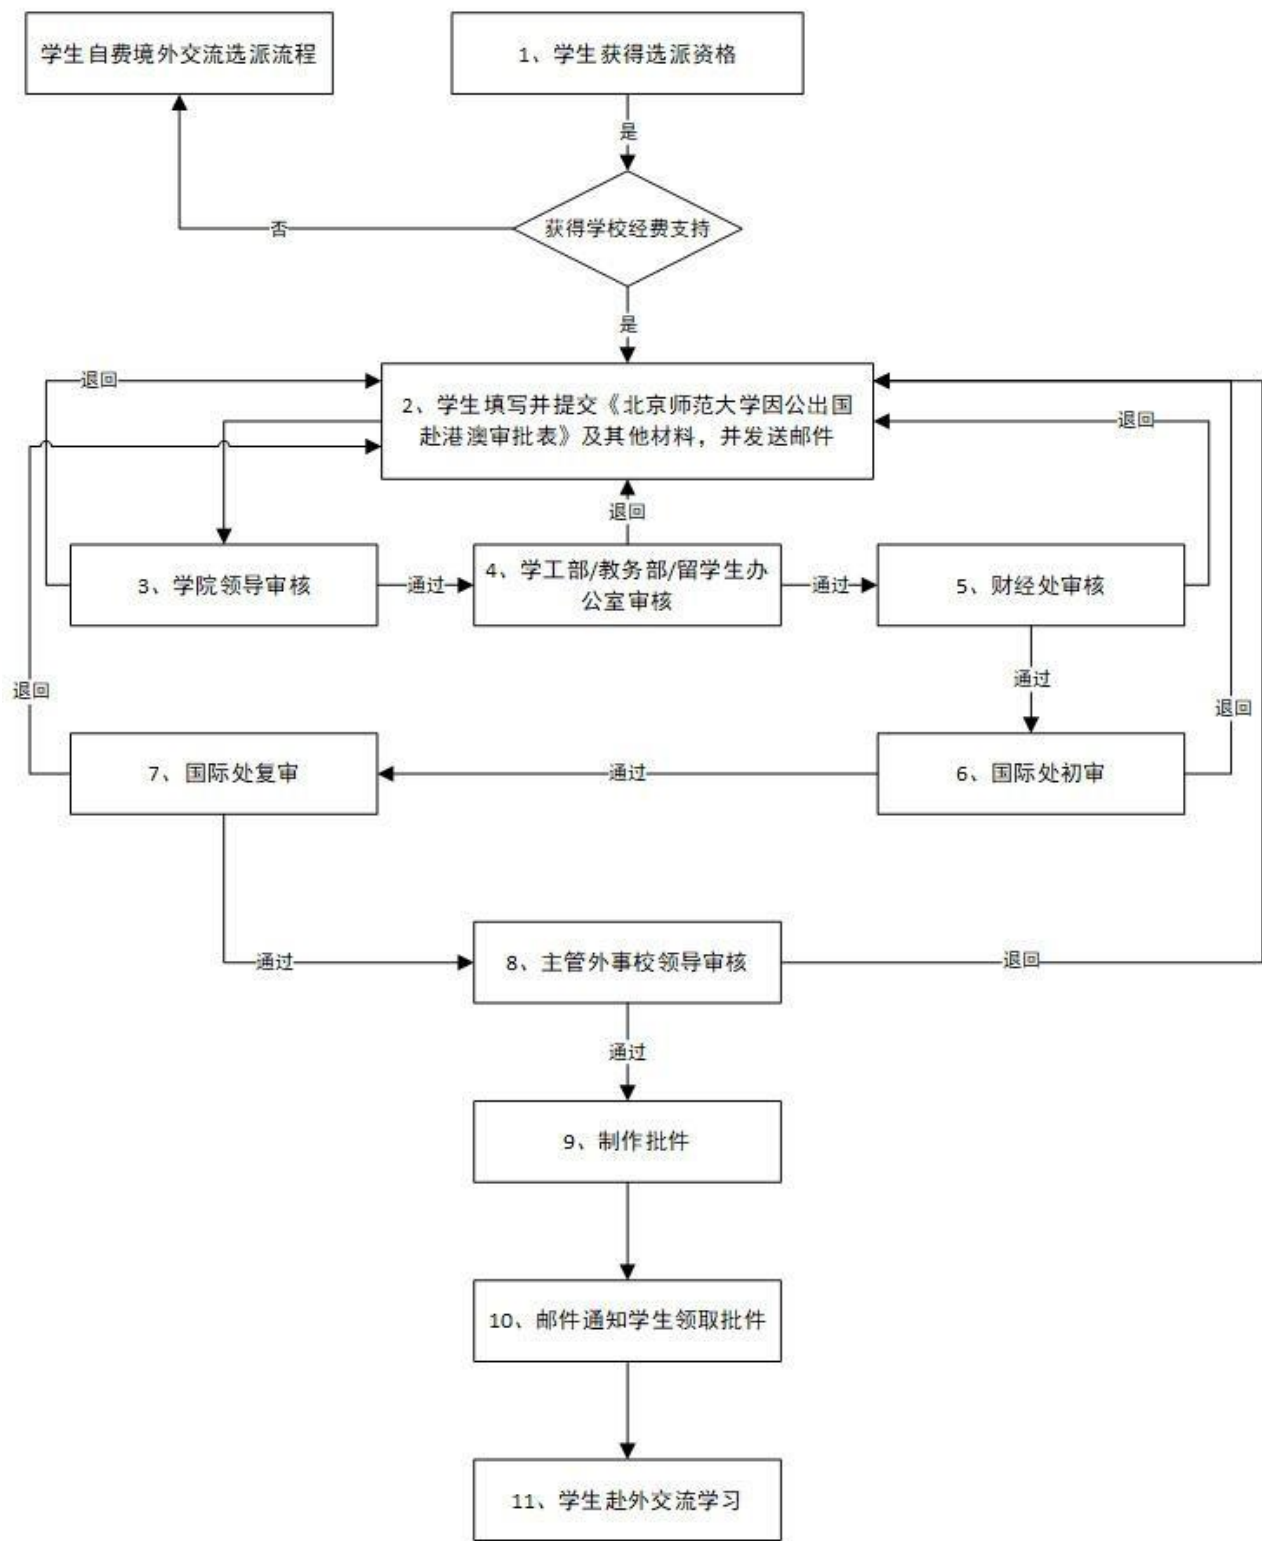 学生自费境外交流选派流程
1、学生获得选派资格
是
获得学校经费支持
否
是
退回
2、学生填写并提交《北京师范大学因公出国
赴港澳审批表》及其他材料，并发送邮件
退回
退回
3、学院领导审核
通过
4、学工部/教务部/留学生办
公室审核
通过
5、财经处审核
退回
通过
退回
7、国际处复审
通过
6、国际处初审
通过
8、主管外事校领导审核
退回
通过
9、制作批件
10、邮件通知学生领取批件
11、学生赴外交流学习